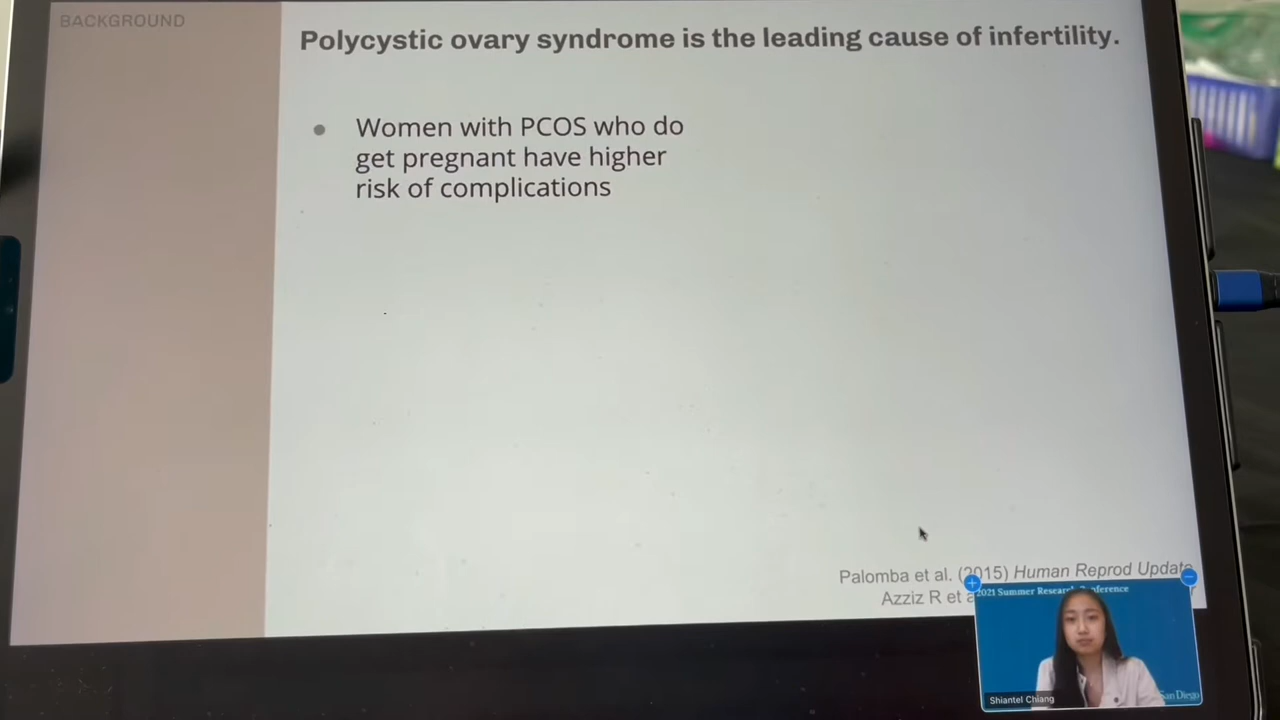 BACKGROUND
Polycystic ovary syndrome is the leading cause of infertility.
● Women with PCOS who do
get pregnant have higher
risk of complications
Palomba et al. (2015) Human Reprod Update
Azziz R et
2021 Summer Research Conference
Shiantel Chiang
San Diego